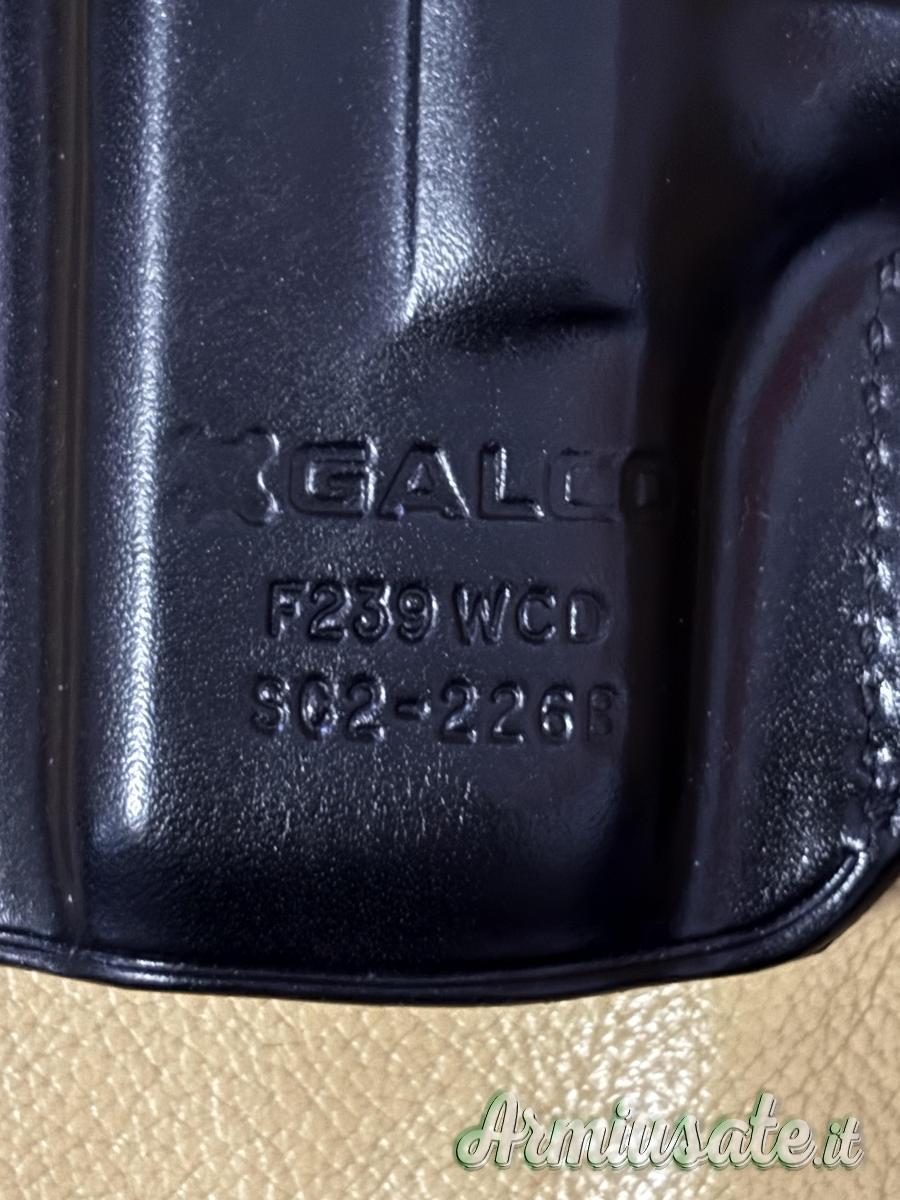 GALCO
F239 WCD
SC2-226B
Armiusate.it